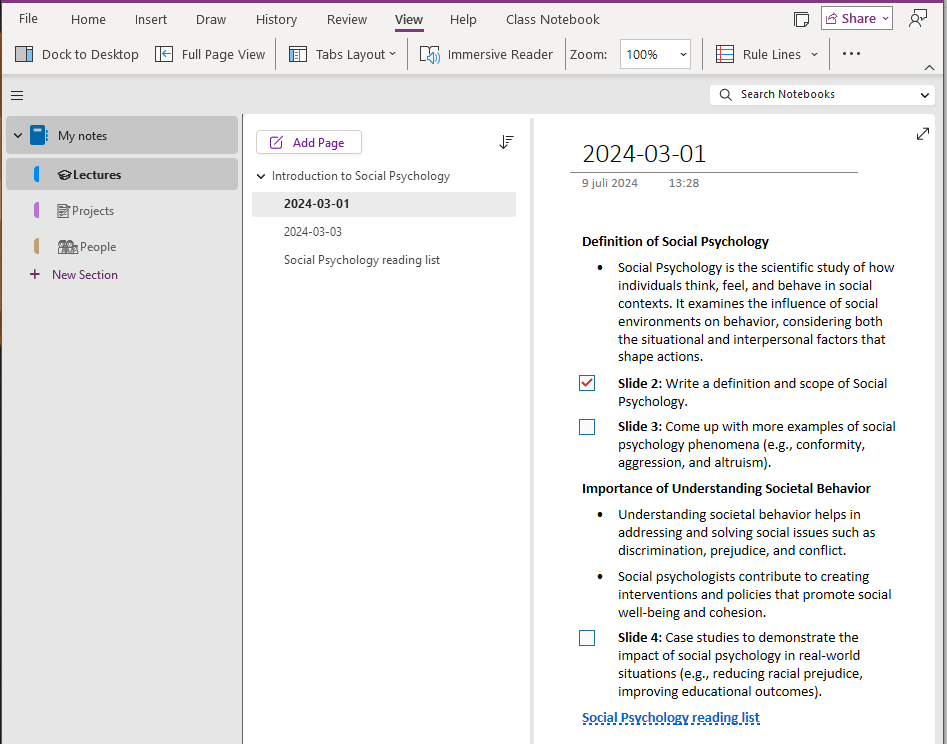 File Home Insert Draw History Review View Help Class Notebook Share
Dock to Desktop Full Page View Tabs Layout Immersive Reader Zoom: 100% Rule Lines
Search Notebooks
My notes
Lectures
Projects
People
New Section
Add Page
Introduction to Social Psychology
2024-03-01
2024-03-03
Social Psychology reading list
2024-03-01
9 juli 2024 13:28
Definition of Social Psychology
• Social Psychology is the scientific study of how
individuals think, feel, and behave in social
contexts. It examines the influence of social
environments on behavior, considering both
the situational and interpersonal factors that
shape actions.
Slide 2: Write a definition and scope of Social
Psychology.
Slide 3: Come up with more examples of social
psychology phenomena (e.g., conformity,
aggression, and altruism).
Importance of Understanding Societal Behavior
• Understanding societal behavior helps in
addressing and solving social issues such as
discrimination, prejudice, and conflict.
• Social psychologists contribute to creating
interventions and policies that promote social
well-being and cohesion.
Slide 4: Case studies to demonstrate the
impact of social psychology in real-world
situations (e.g., reducing racial prejudice,
improving educational outcomes).
Social Psychology reading list